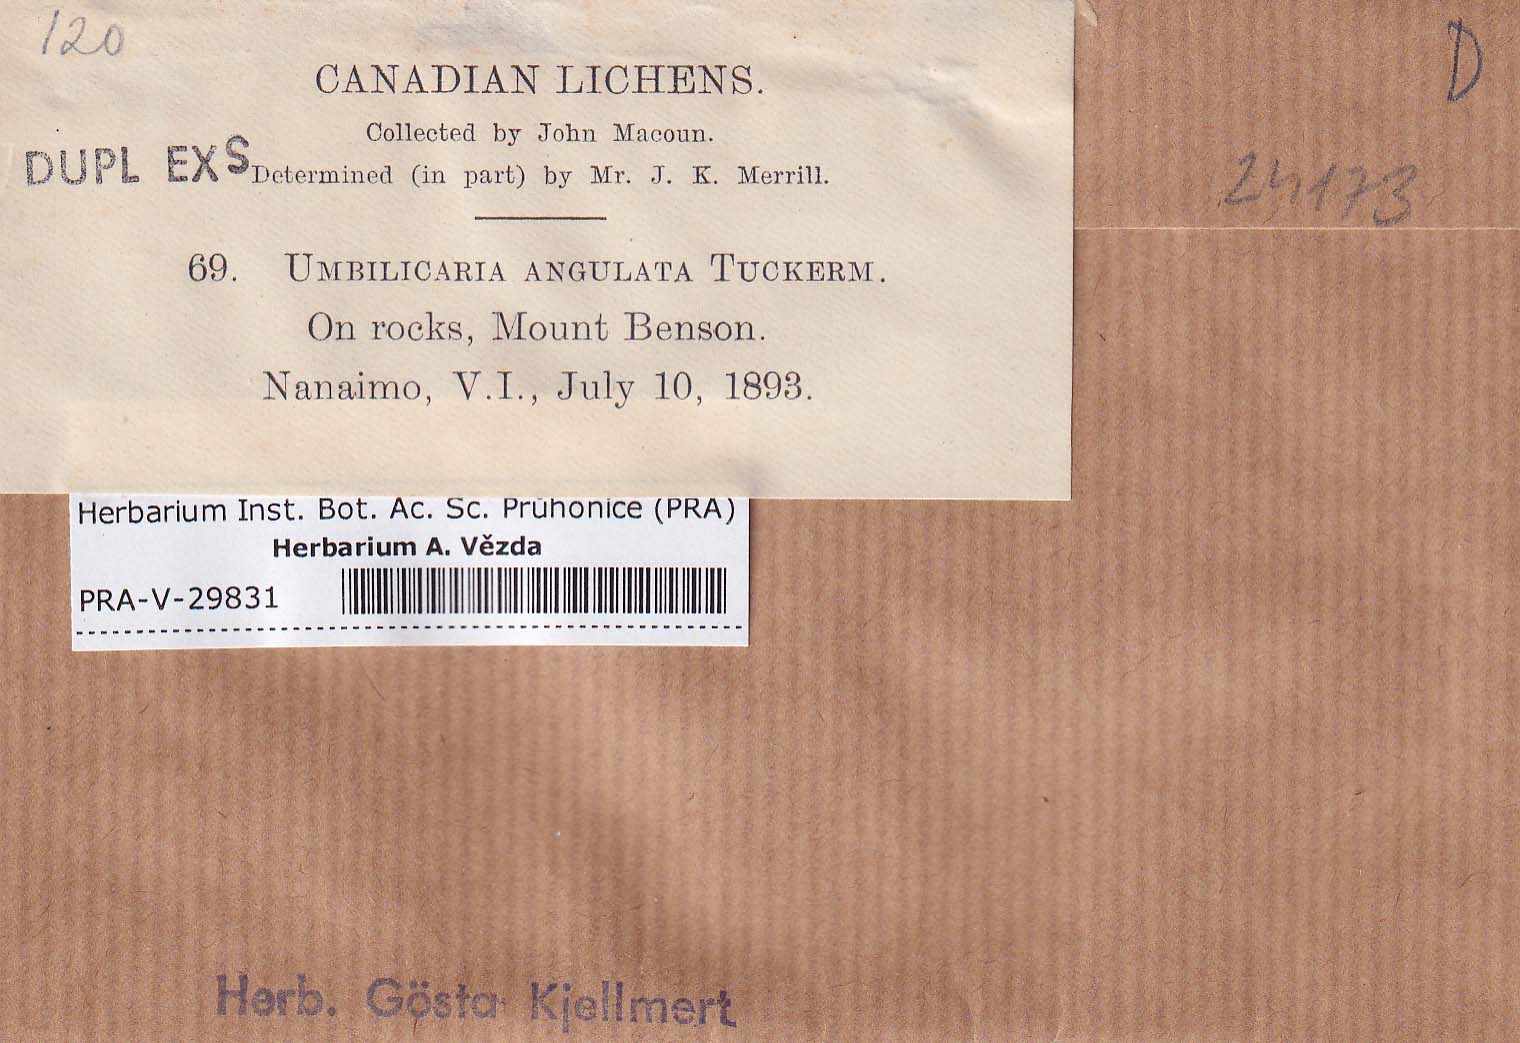 120
CANADIAN LICHENS.
Collected by John Macoun.
DUPL EXS
Determined (in part) by Mr. J. K. Merrill.
69. UMBILICARIA ANGULATA TUCKERM.
On rocks, Mount Benson.
Nanaimo, V.I., July 10, 1893.
D
Herbarium Inst. Bot. Ac. Sc. Průhonice (PRA)
Herbarium A. Vězda
PRA-V-29831
Herb. Gösta Kjellmert